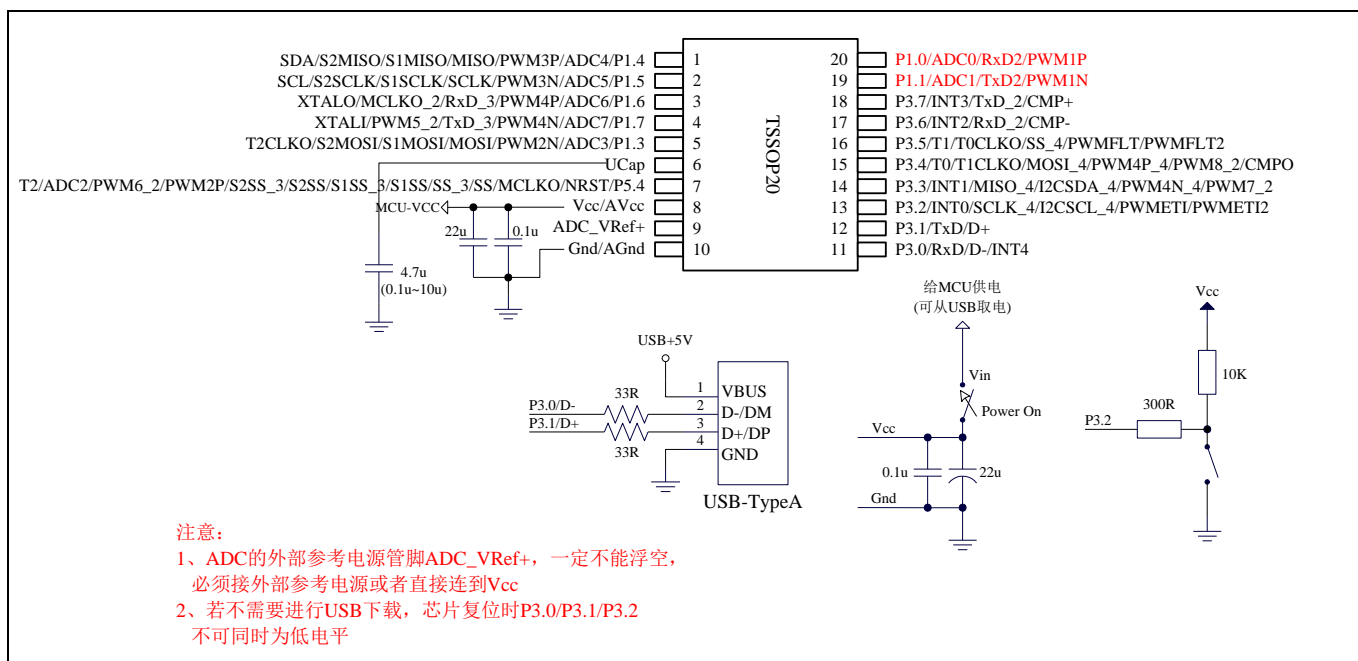 SDA/S2MISO/S1MISO/MISO/PWM3P/ADC4/P1.4 1 20 P1.0/ADC0/RxD2/PWM1P
SCL/S2SCLK/S1SCLK/SCLK/PWM3N/ADC5/P1.5 2 19 P1.1/ADC1/TxD2/PWM1N
XTALO/MCLKO_2/RxD_3/PWM4P/ADC6/P1.6 3 18 P3.7/INT3/TxD_2/CMP+
XTALI/PWM5_2/TxD_3/PWM4N/ADC7/P1.7 4 17 P3.6/INT2/RxD_2/CMP-
T2CLKO/S2MOSI/S1MOSI/MOSI/PWM2N/ADC3/P1.3 5 16 P3.5/T1/T0CLKO/SS_4/PWMFLT/PWMFLT2
UCap 6 15 P3.4/T0/T1CLKO/MOSI_4/PWM4P_4/PWM8_2/CMPO
T2/ADC2/PWM6_2/PWM2P/S2SS_3/S2SS/S1SS_3/S1SS/SS_3/SS/MCLKO/NRST/P5.4 7 14 P3.3/INT1/MISO_4/I2CSDA_4/PWM4N_4/PWM7_2
MCU-VCC Vcc/AVcc 8 13 P3.2/INT0/SCLK_4/I2CSCL_4/PWMETI/PWMETI2
22u 0.1u ADC_VRef+ 9 12 P3.1/TxD/D+
Gnd/AGnd 10 11 P3.0/RxD/D-/INT4
TSSOP20
4.7u
(0.1u~10u)
USB+5V
33R
P3.0/D-
P3.1/D+
33R
1 VBUS
2 D-/DM
3 D+/DP
4 GND
USB-TypeA
给MCU供电
(可从USB取电)
Vin
Power On
Vcc
0.1u 22u
Gnd
Vcc
10K
300R
P3.2
注意：
1、ADC的外部参考电源管脚ADC_VRef+，一定不能浮空，
必须接外部参考电源或者直接连到Vcc
2、若不需要进行USB下载，芯片复位时P3.0/P3.1/P3.2
不可同时为低电平